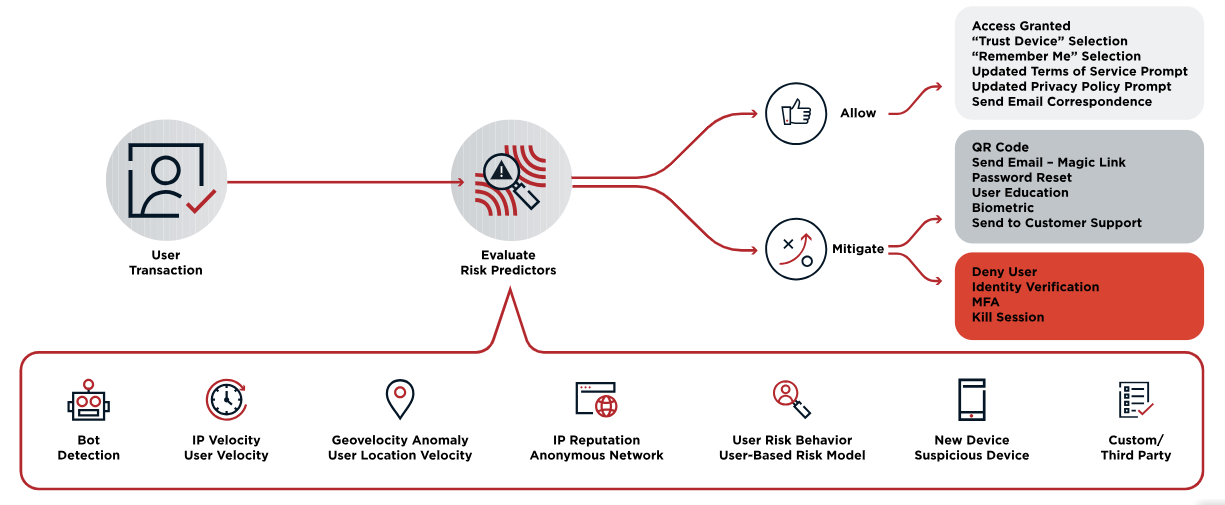 User
Transaction
Evaluate
Risk Predictors
Allow
Mitigate
Access Granted
“Trust Device” Selection
“Remember Me” Selection
Updated Terms of Service Prompt
Updated Privacy Policy Prompt
Send Email Correspondence
QR Code
Send Email – Magic Link
Password Reset
User Education
Biometric
Send to Customer Support
Deny User
Identity Verification
MFA
Kill Session
Bot
Detection
IP Velocity
User Velocity
Geovelocity Anomaly
User Location Velocity
IP Reputation
Anonymous Network
User Risk Behavior
User-Based Risk Model
New Device
Suspicious Device
Custom/
Third Party